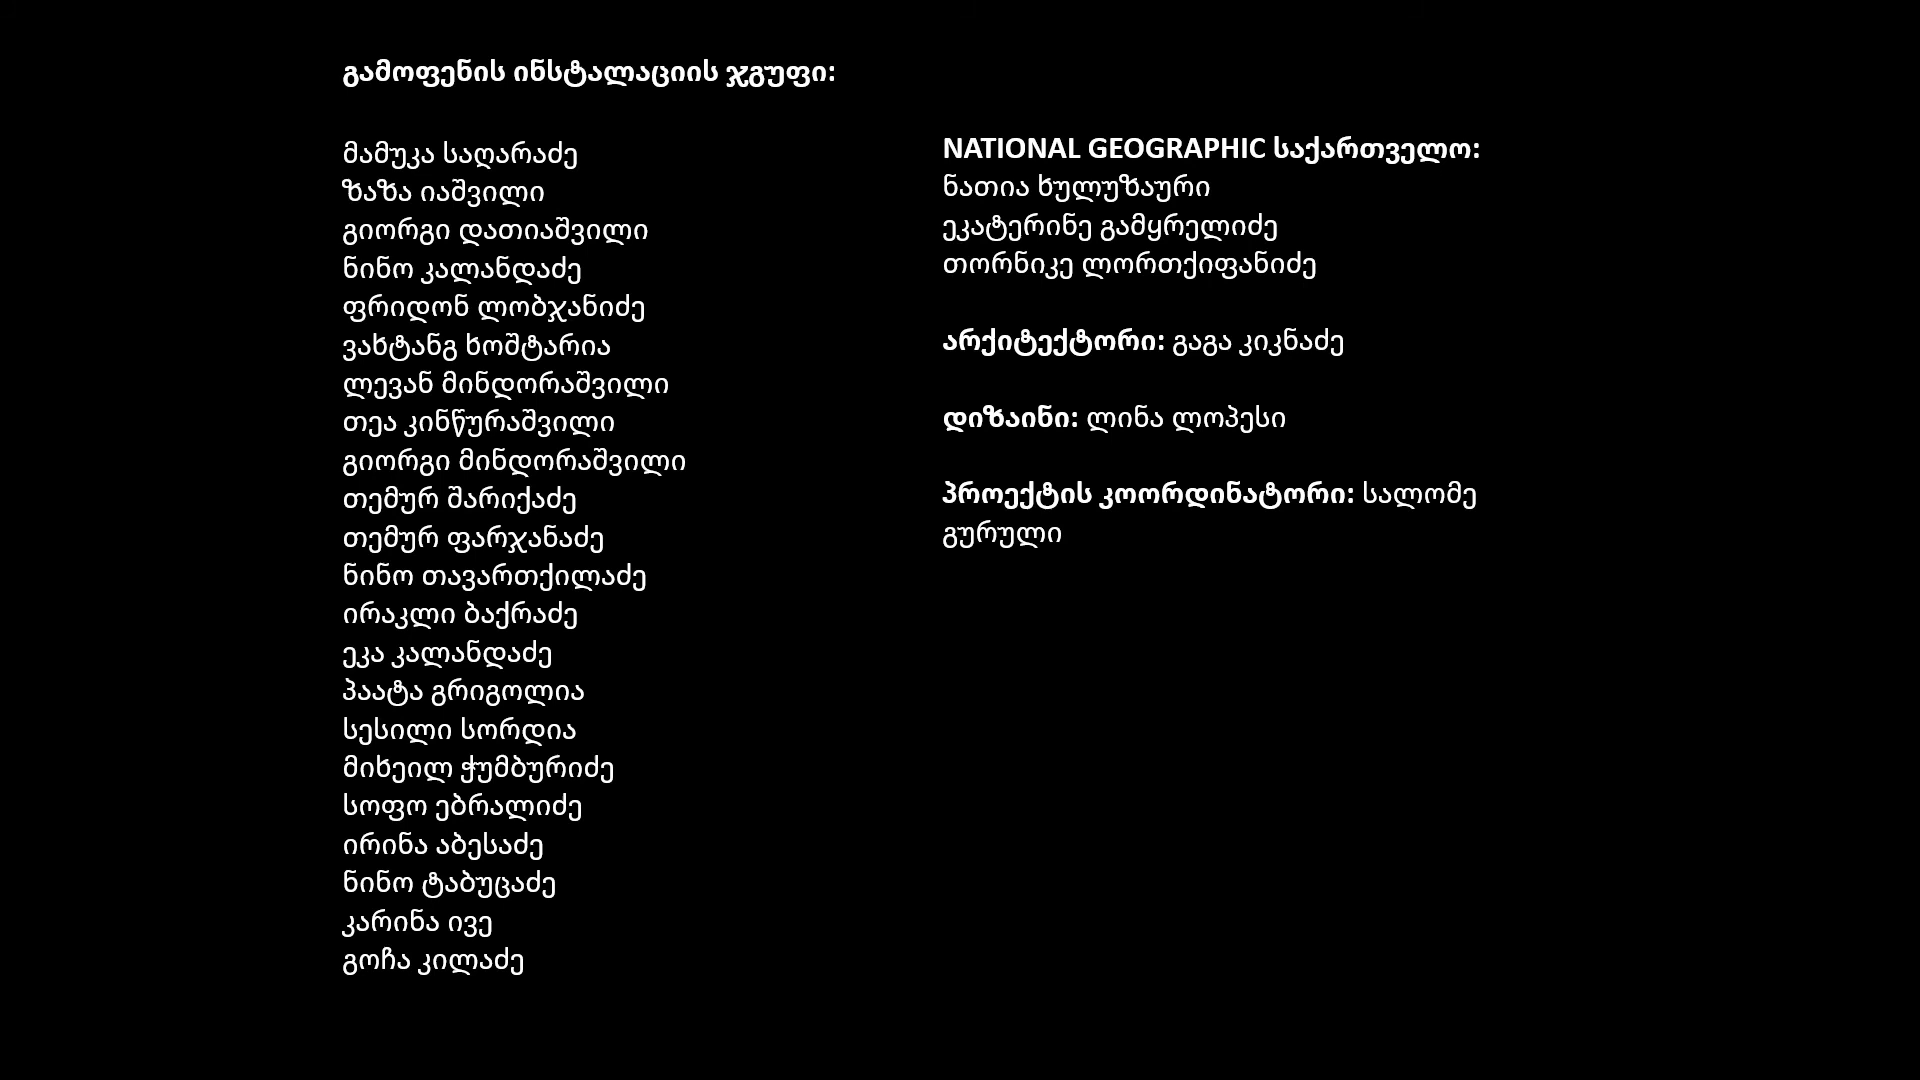 გამოფენის ინსტალაციის ჯგუფი:
მამუკა საღარაძე
ზაზა იაშვილი
გიორგი დათიაშვილი
ნინო კალანდაძე
ფრიდონ ლობჯანიძე
ვახტანგ ხოშტარია
ლევან მინდორაშვილი
თეა კინწურაშვილი
გიორგი მინდორაშვილი
თემურ შარიქაძე
თემურ ფარჯანაძე
ნინო თავართქილაძე
ირაკლი ბაქრაძე
ეკა კალანდაძე
პაატა გრიგოლია
სესილი სორდია
მიხეილ ჭუმბურიძე
სოფო ებრალიძე
ირინა აბესაძე
ნინო ტაბუცაძე
კარინა ივე
გოჩა კილაძე
NATIONAL GEOGRAPHIC საქართველო:
ნათია ხულუზაური
ეკატერინე გამყრელიძე
თორნიკე ლორთქიფანიძე
არქიტექტორი: გაგა კიკნაძე
დიზაინი: ლინა ლოპესი
პროექტის კოორდინატორი: სალომე
გურული